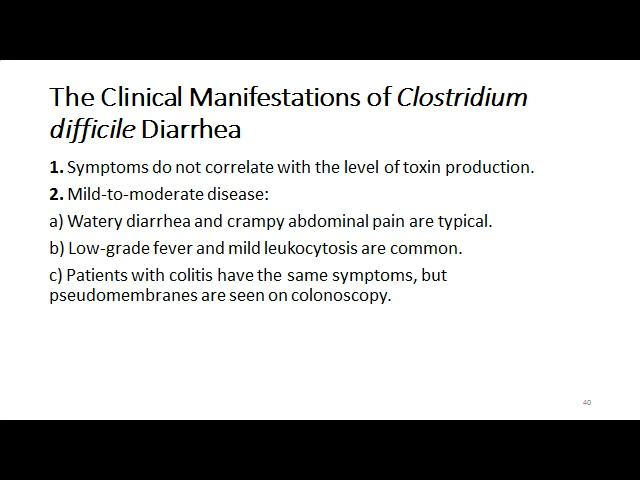 The Clinical Manifestations of Clostridium
difficile Diarrhea
1. Symptoms do not correlate with the level of toxin production.
2. Mild-to-moderate disease:
a) Watery diarrhea and crampy abdominal pain are typical.
b) Low-grade fever and mild leukocytosis are common.
c) Patients with colitis have the same symptoms, but
pseudomembranes are seen on colonoscopy.
40